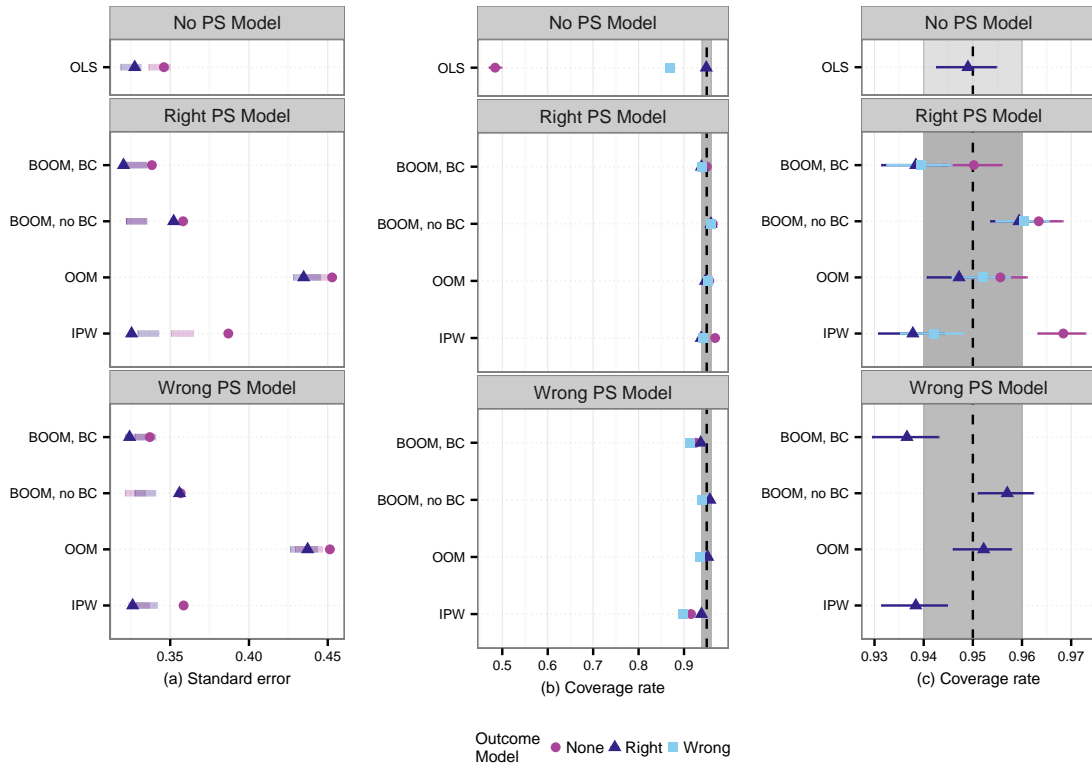 No PS Model
OLS
Right PS Model
BOOM, BC
BOOM, no BC
OOM
IPW
Wrong PS Model
BOOM, BC
BOOM, no BC
OOM
IPW
0.35 0.40 0.45
(a) Standard error
No PS Model
OLS
Right PS Model
BOOM, BC
BOOM, no BC
OOM
IPW
Wrong PS Model
BOOM, BC
BOOM, no BC
OOM
IPW
0.5 0.6 0.7 0.8 0.9
(b) Coverage rate
No PS Model
OLS
Right PS Model
BOOM, BC
BOOM, no BC
OOM
IPW
Wrong PS Model
BOOM, BC
BOOM, no BC
OOM
IPW
0.93 0.94 0.95 0.96 0.97
(c) Coverage rate
Outcome
Model
None Right Wrong